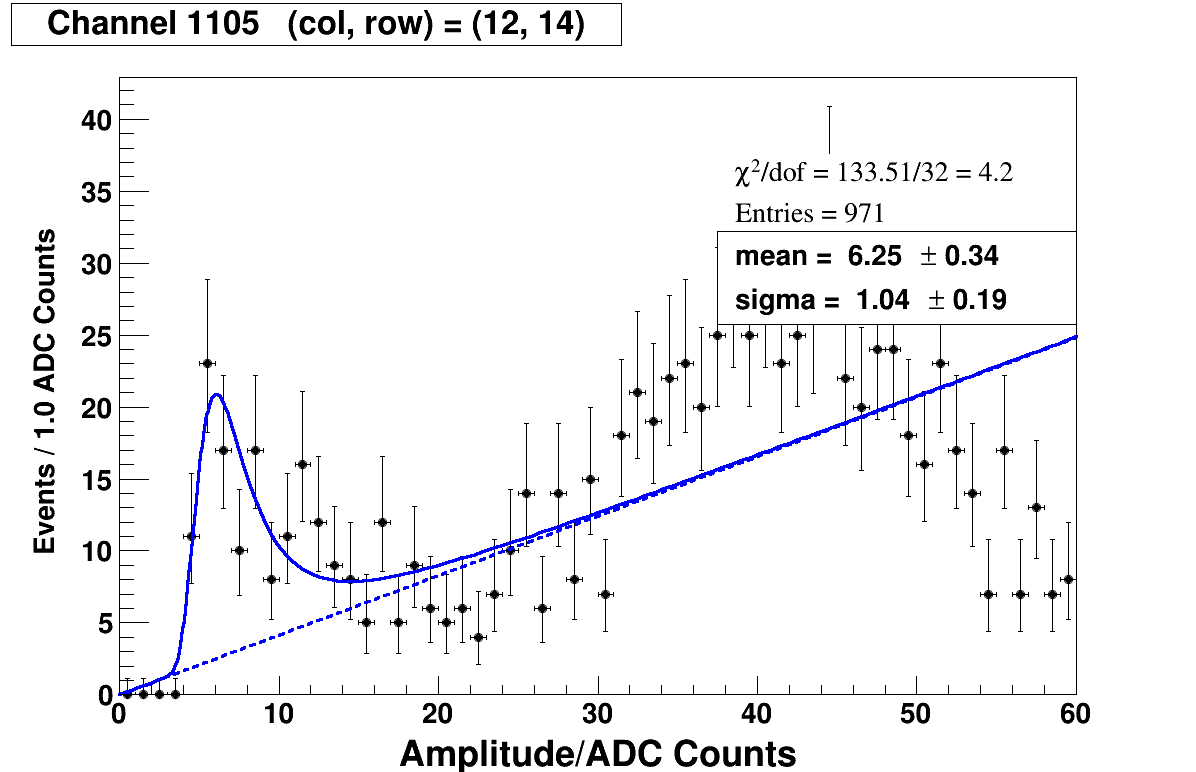 Channel 1105 (col, row) = (12, 14)
χ²/dof = 133.51/32 = 4.2
Entries = 971
mean = 6.25 ± 0.34
sigma = 1.04 ± 0.19
Events / 1.0 ADC Counts
40
35
30
25
20
15
10
5
0
0 10 20 30 40 50 60
Amplitude/ADC Counts